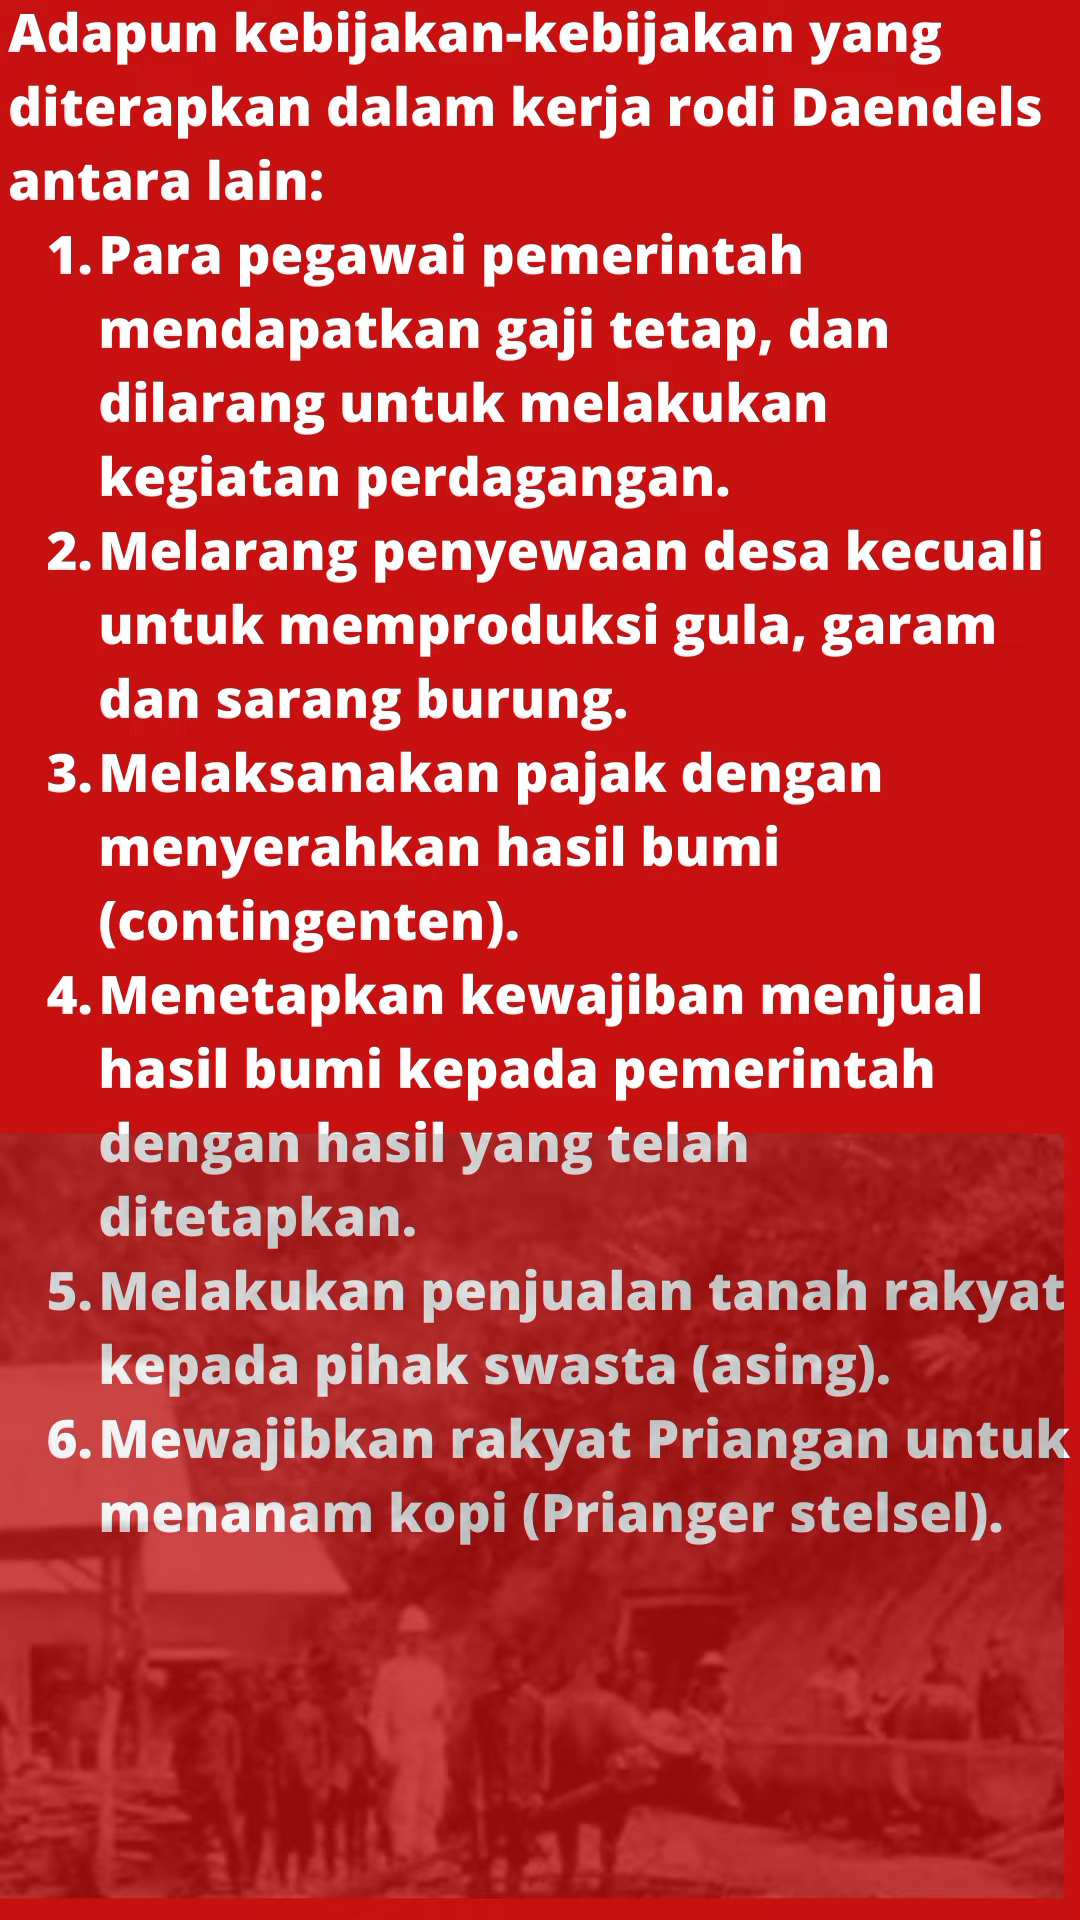 Adapun kebijakan-kebijakan yang
diterapkan dalam kerja rodi Daendels
antara lain:
1. Para pegawai pemerintah
mendapatkan gaji tetap, dan
dilarang untuk melakukan
kegiatan perdagangan.
2. Melarang penyewaan desa kecuali
untuk memproduksi gula, garam
dan sarang burung.
3. Melaksanakan pajak dengan
menyerahkan hasil bumi
(contingenten).
4. Menetapkan kewajiban menjual
hasil bumi kepada pemerintah
dengan hasil yang telah
ditetapkan.
5. Melakukan penjualan tanah rakyat
kepada pihak swasta (asing).
6. Mewajibkan rakyat Priangan untuk
menanam kopi (Prianger stelsel).